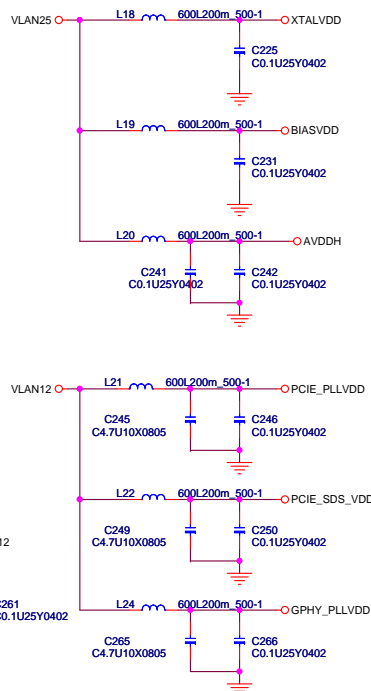 VLAN25
L18
600L200m_500-1
XTALVDD
C225
C0.1U25Y0402
L19
600L200m_500-1
BIASVDD
C231
C0.1U25Y0402
L20
600L200m_500-1
AVDDH
C241
C0.1U25Y0402
C242
C0.1U25Y0402
VLAN12
L21
600L200m_500-1
PCIE_PLLVDD
C245
C4.7U10X0805
C246
C0.1U25Y0402
L22
600L200m_500-1
PCIE_SDS_VDD
C249
C4.7U10X0805
C250
C0.1U25Y0402
12
C261
C0.1U25Y0402
L24
600L200m_500-1
GPHY_PLLVDD
C265
C4.7U10X0805
C266
C0.1U25Y0402